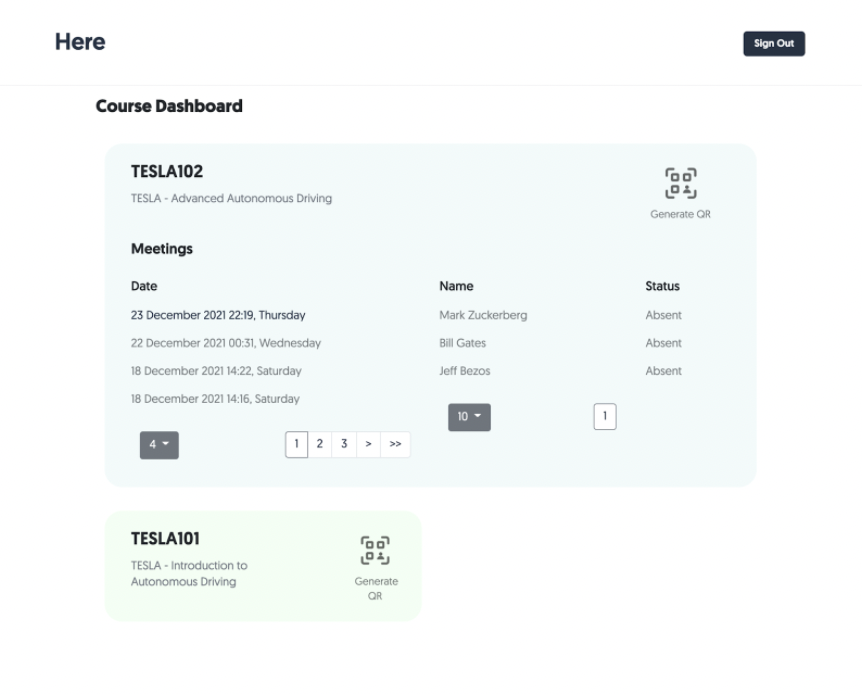 Here
Sign Out
Course Dashboard
TESLA102
TESLA - Advanced Autonomous Driving
Generate QR
Meetings
Date
23 December 2021 22:19, Thursday
22 December 2021 00:31, Wednesday
18 December 2021 14:22, Saturday
18 December 2021 14:16, Saturday
4
1 2 3 > >>
Name Status
Mark Zuckerberg Absent
Bill Gates Absent
Jeff Bezos Absent
10 1
TESLA101
TESLA - Introduction to
Autonomous Driving
Generate
QR